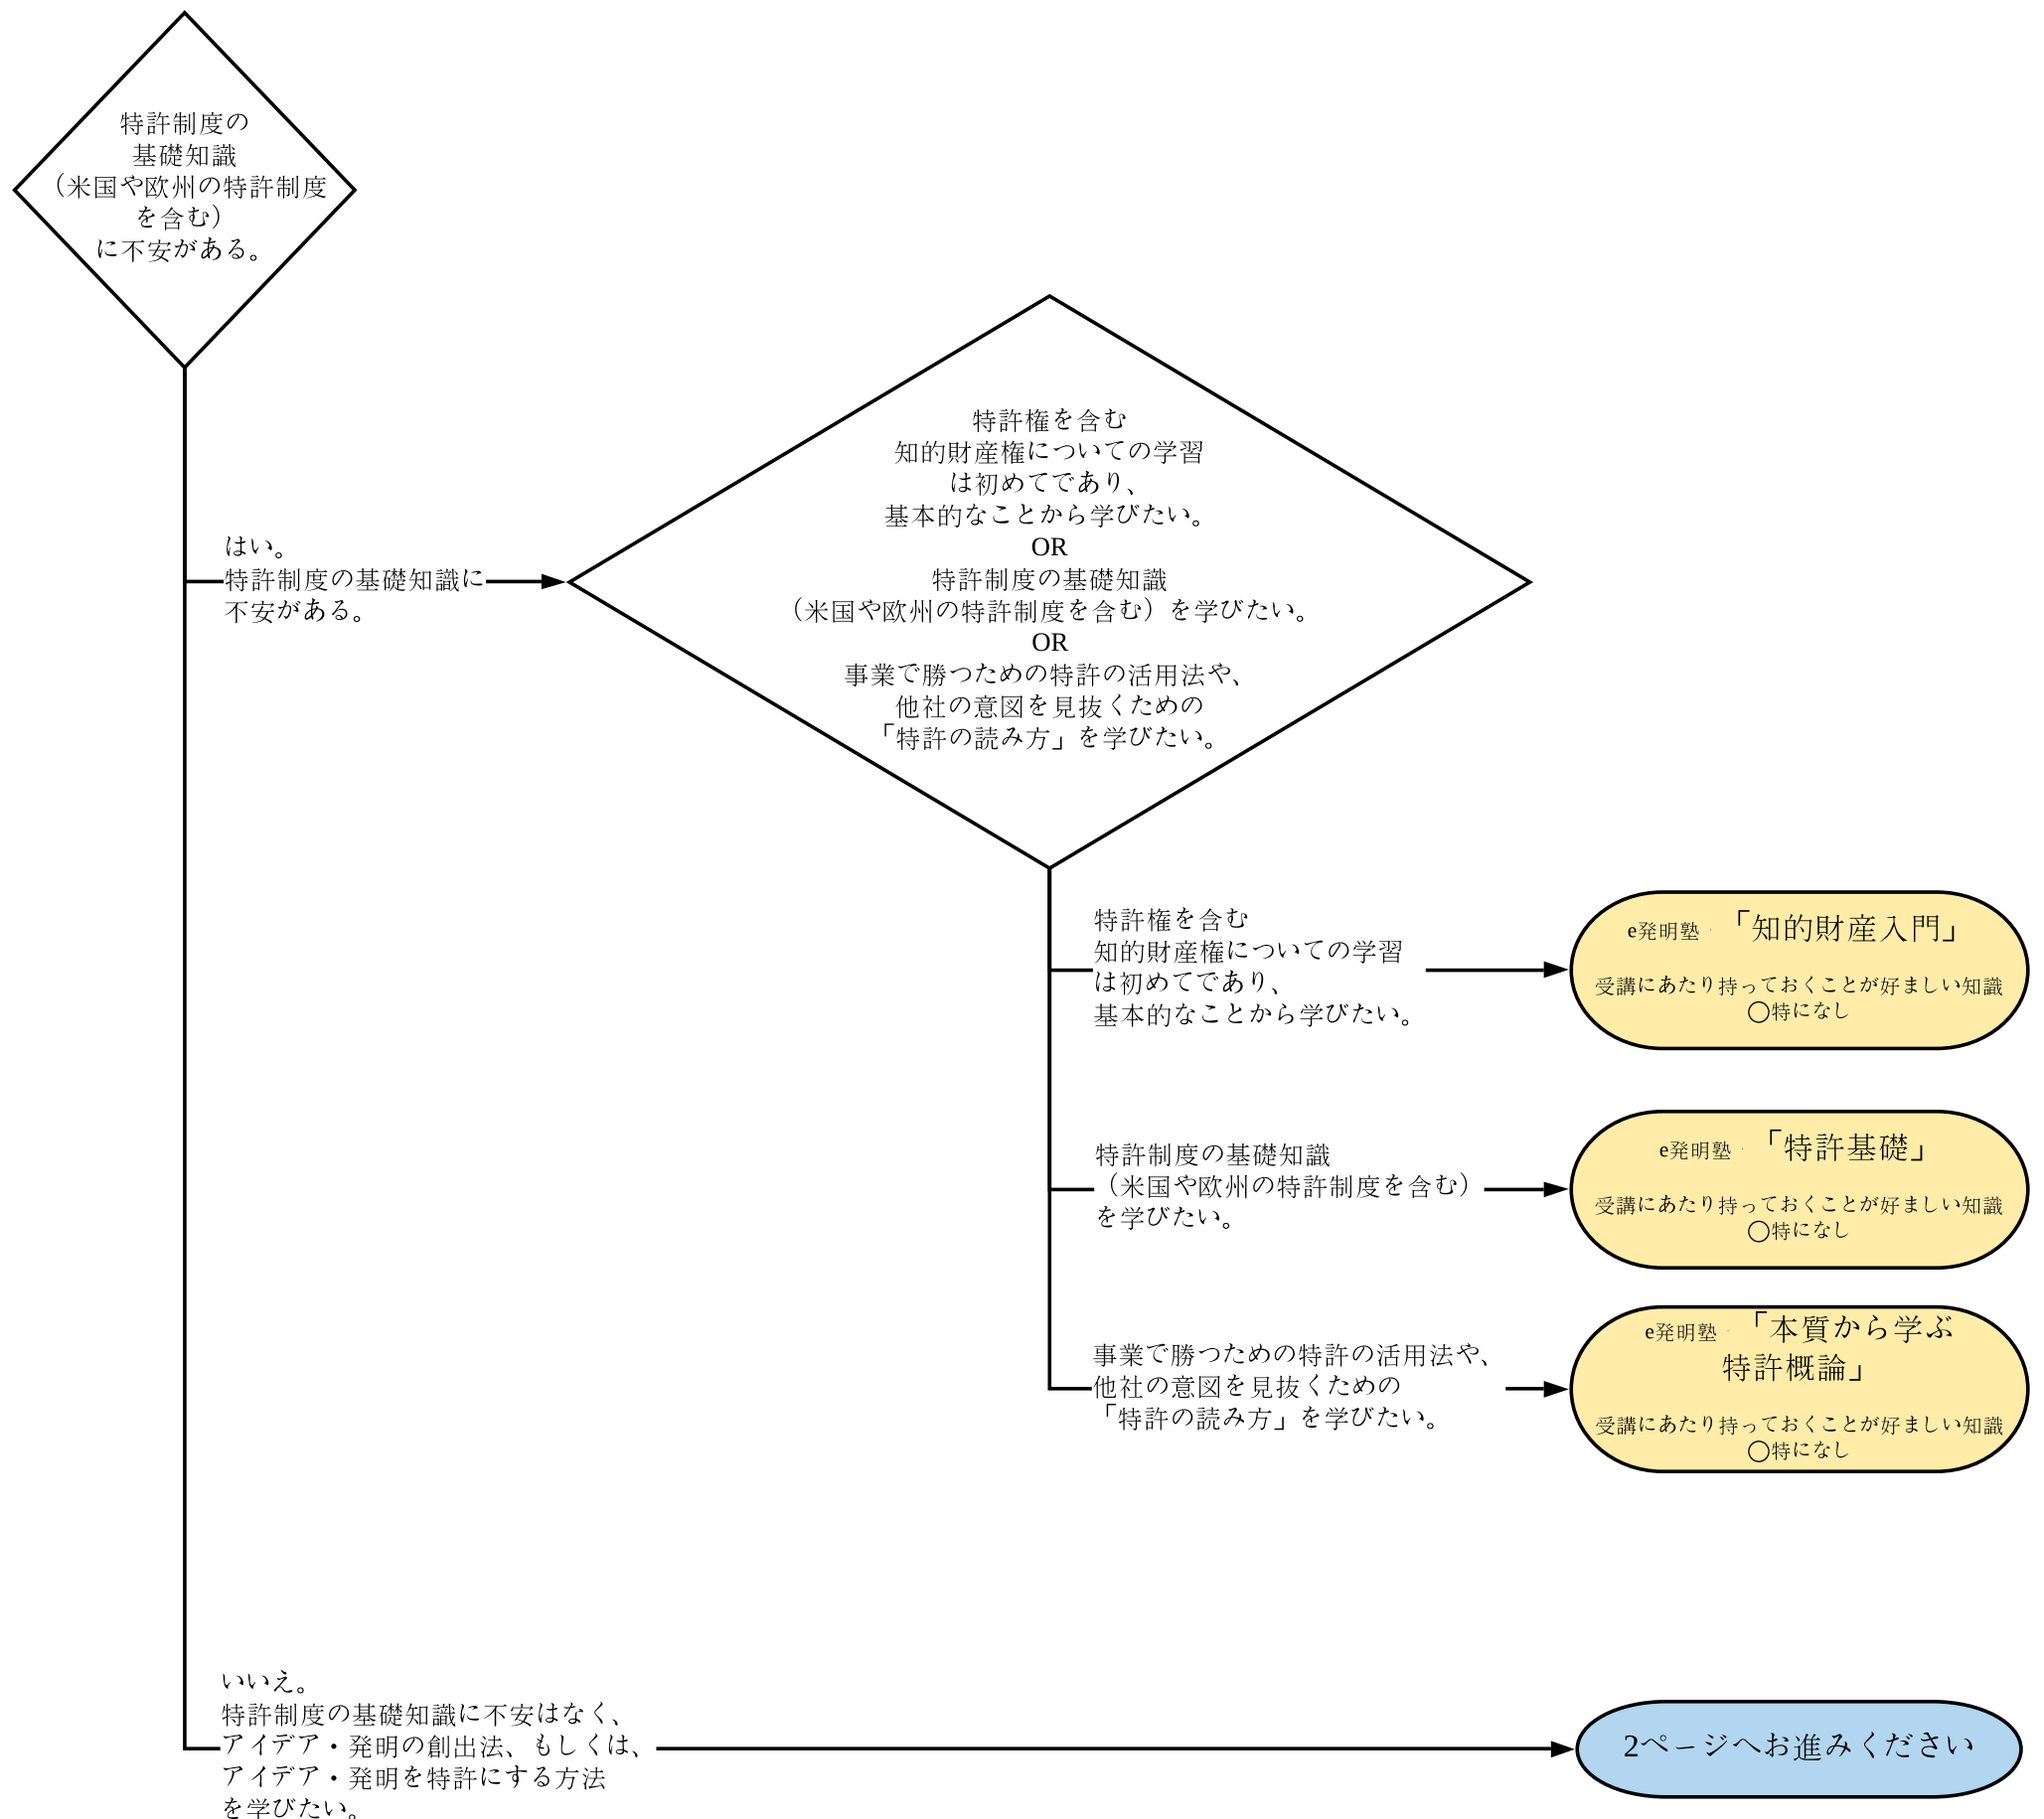 特許制度の
基礎知識
（米国や欧州の特許制度
を含む）
に不安がある。
はい。
特許制度の基礎知識に
不安がある。
特許権を含む
知的財産権についての学習
は初めてであり、
基本的なことから学びたい。
OR
特許制度の基礎知識
（米国や欧州の特許制度を含む）を学びたい。
OR
事業で勝つための特許の活用法や、
他社の意図を見抜くための
「特許の読み方」を学びたい。
特許権を含む
知的財産権についての学習
は初めてであり、
基本的なことから学びたい。
e発明塾 「知的財産入門」
受講にあたり持っておくことが好ましい知識
◯特になし
特許制度の基礎知識
（米国や欧州の特許制度を含む）
を学びたい。
e発明塾 「特許基礎」
受講にあたり持っておくことが好ましい知識
◯特になし
事業で勝つための特許の活用法や、
他社の意図を見抜くための
「特許の読み方」を学びたい。
e発明塾 「本質から学ぶ
特許概論」
受講にあたり持っておくことが好ましい知識
◯特になし
いいえ。
特許制度の基礎知識に不安はなく、
アイデア・発明の創出法、もしくは、
アイデア・発明を特許にする方法
を学びたい。
2ページへお進みください